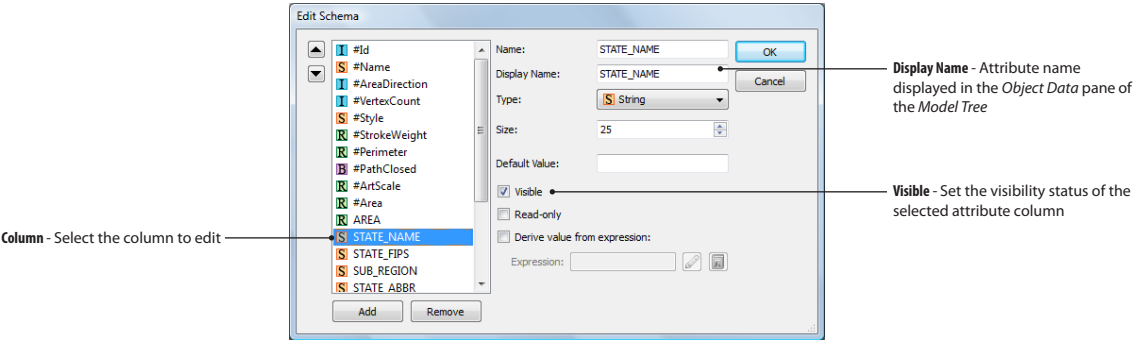 Edit Schema
I #Id
S #Name
I #AreaDirection
I #VertexCount
S #Style
R #StrokeWeight
R #Perimeter
B #PathClosed
R #ArtScale
R #Area
R AREA
S STATE_NAME
S STATE_FIPS
S SUB_REGION
S STATE_ABBR
Add Remove
Name: STATE_NAME
Display Name: STATE_NAME
Type: S String
Size: 25
Default Value:
Visible
Read-only
Derive value from expression:
Expression:
OK
Cancel
Column - Select the column to edit
Display Name - Attribute name
displayed in the Object Data pane of
the Model Tree
Visible - Set the visibility status of the
selected attribute column